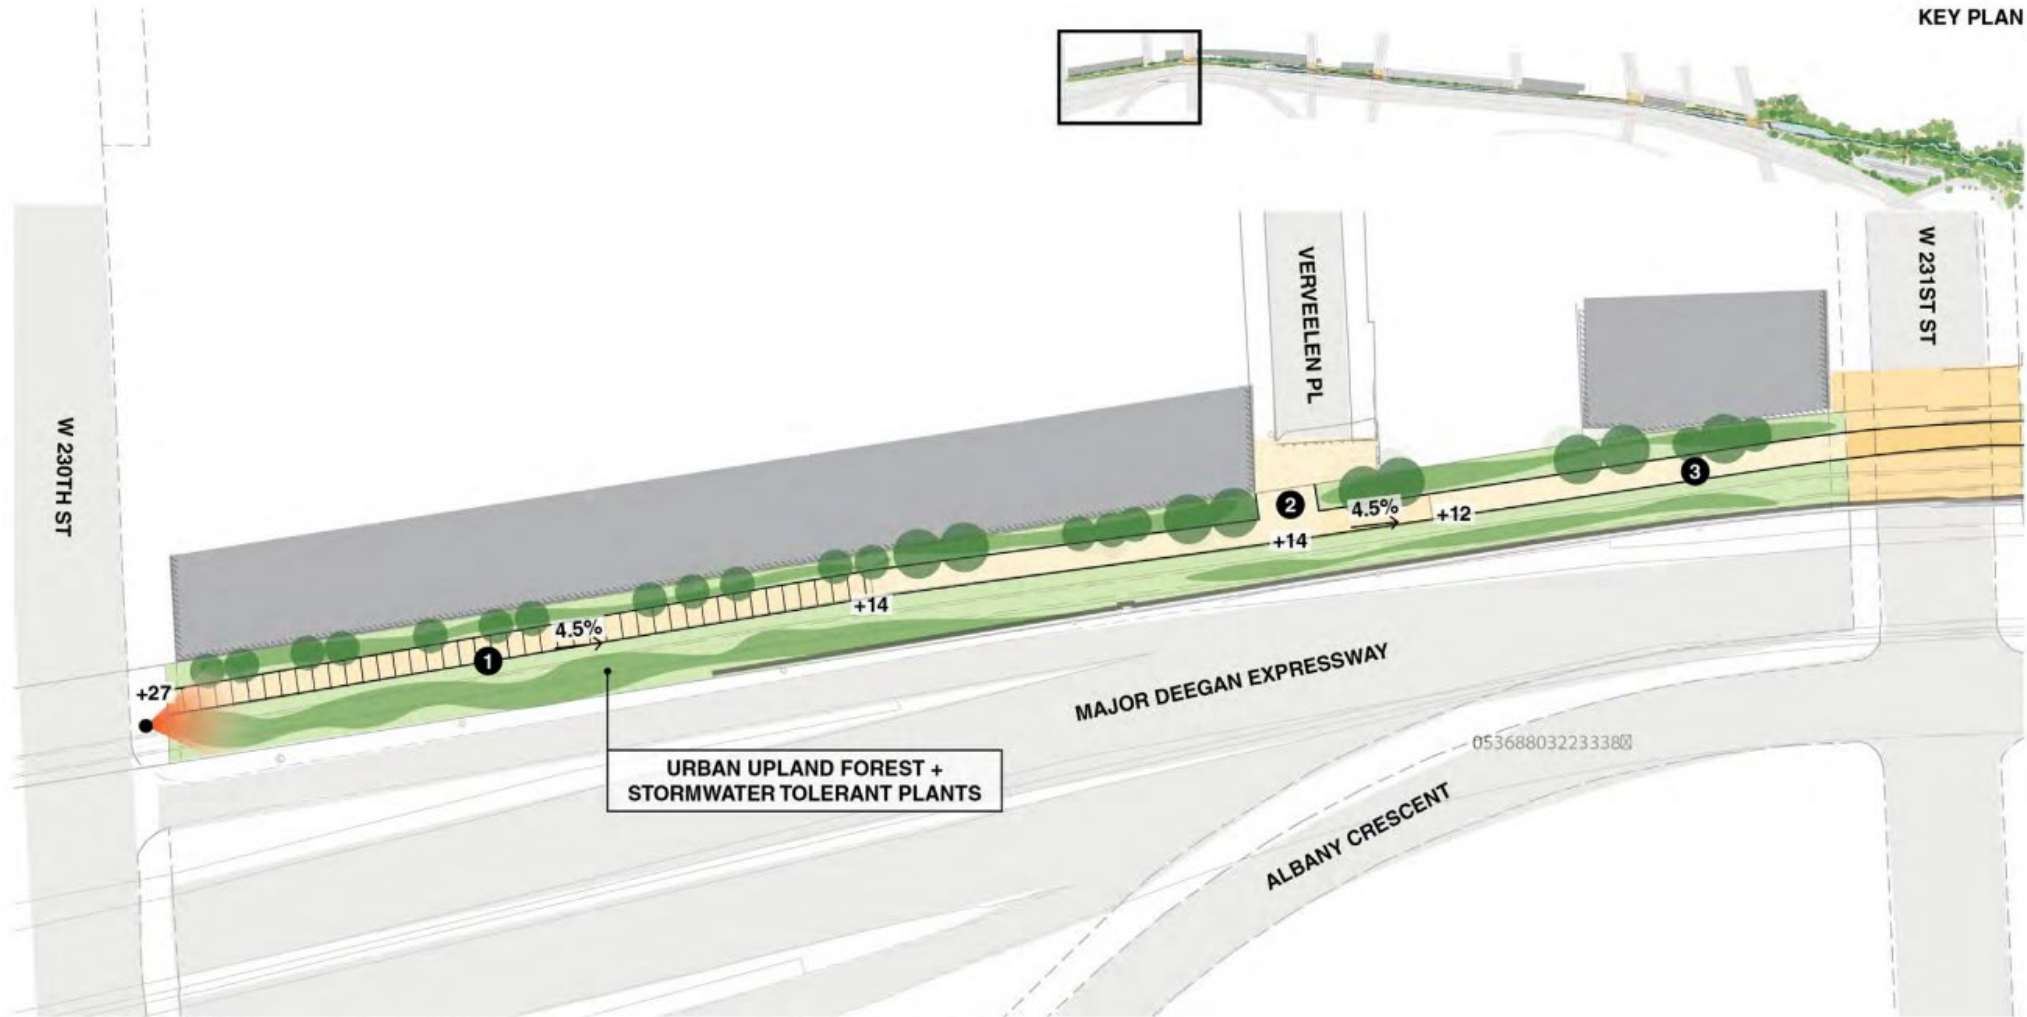 KEY PLAN
W 230TH ST
VERVEELEN PL
W 231ST ST
+27
1
4.5%
+14
2
+14
4.5%
+12
3
MAJOR DEEGAN EXPRESSWAY
05368803223338
URBAN UPLAND FOREST +
STORMWATER TOLERANT PLANTS
ALBANY CRESCENT